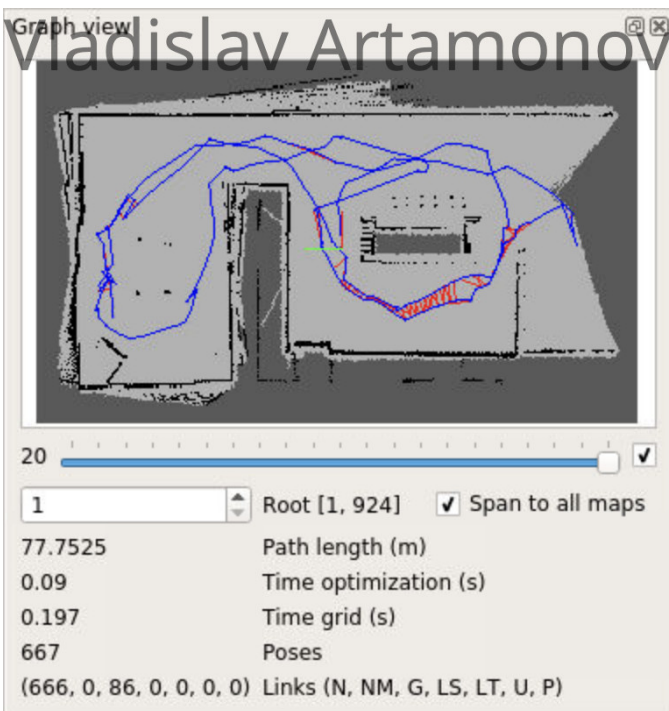 Graph view
Vladislav Artamonov
20
1 Root [1, 924] Span to all maps
77.7525 Path length (m)
0.09 Time optimization (s)
0.197 Time grid (s)
667 Poses
(666, 0, 86, 0, 0, 0, 0) Links (N, NM, G, LS, LT, U, P)